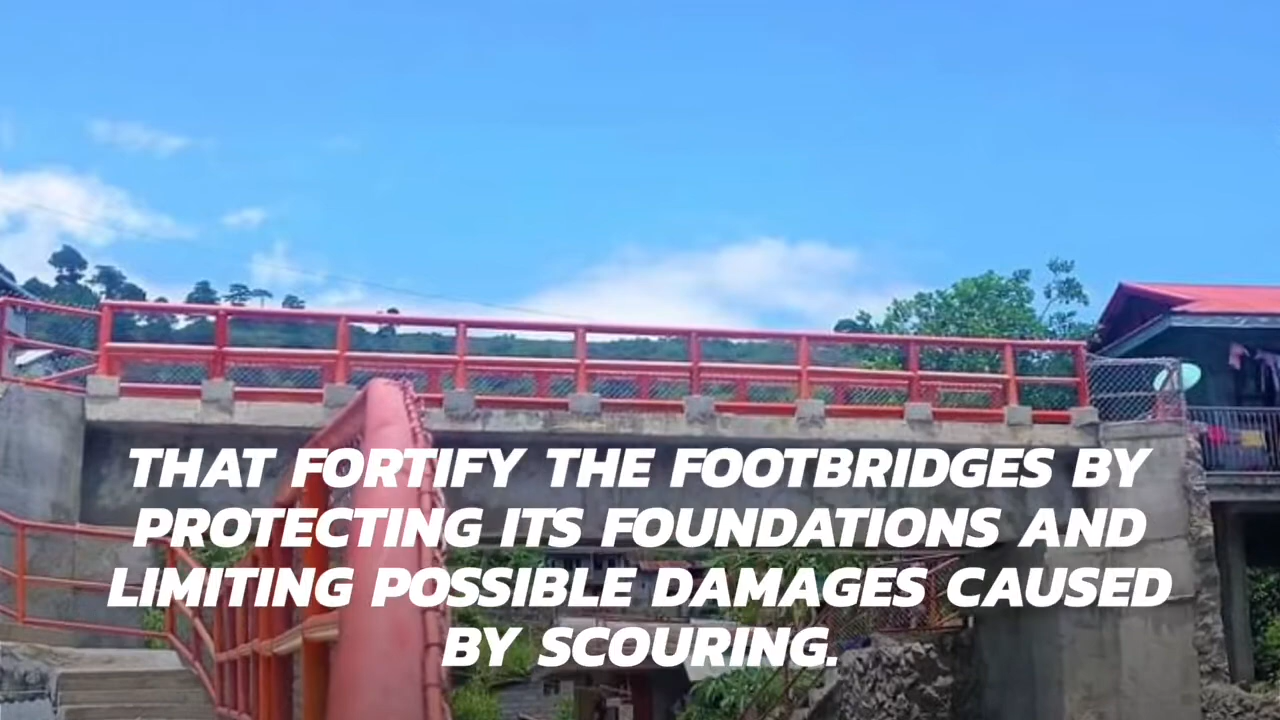 THAT FORTIFY THE FOOTBRIDGES BY
PROTECTING ITS FOUNDATIONS AND
LIMITING POSSIBLE DAMAGES CAUSED
BY SCOURING.